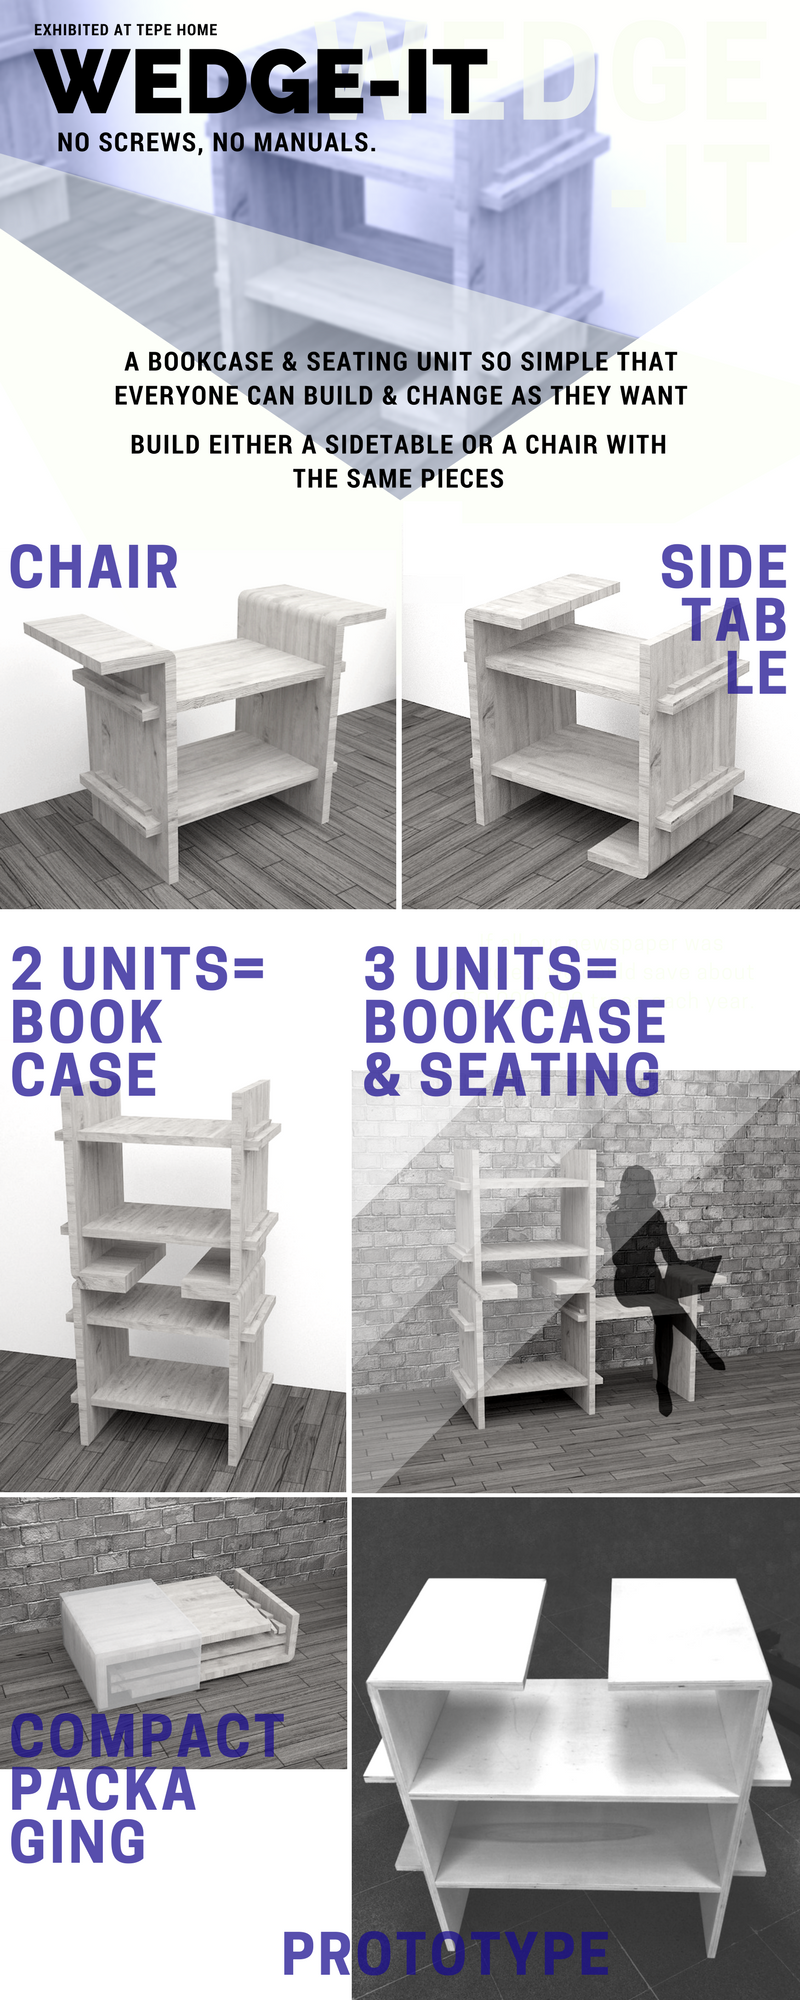 EXHIBITED AT TEPE HOME
WEDGE-IT
NO SCREWS, NO MANUALS.
WEDGE
-IT
A BOOKCASE & SEATING UNIT SO SIMPLE THAT
EVERYONE CAN BUILD & CHANGE AS THEY WANT
BUILD EITHER A SIDETABLE OR A CHAIR WITH
THE SAME PIECES
CHAIR
SIDE
TAB
LE
2 UNITS=
BOOK
CASE
3 UNITS=
BOOKCASE
& SEATING
COMPACT
PACKA
GING
PROTOTYPE